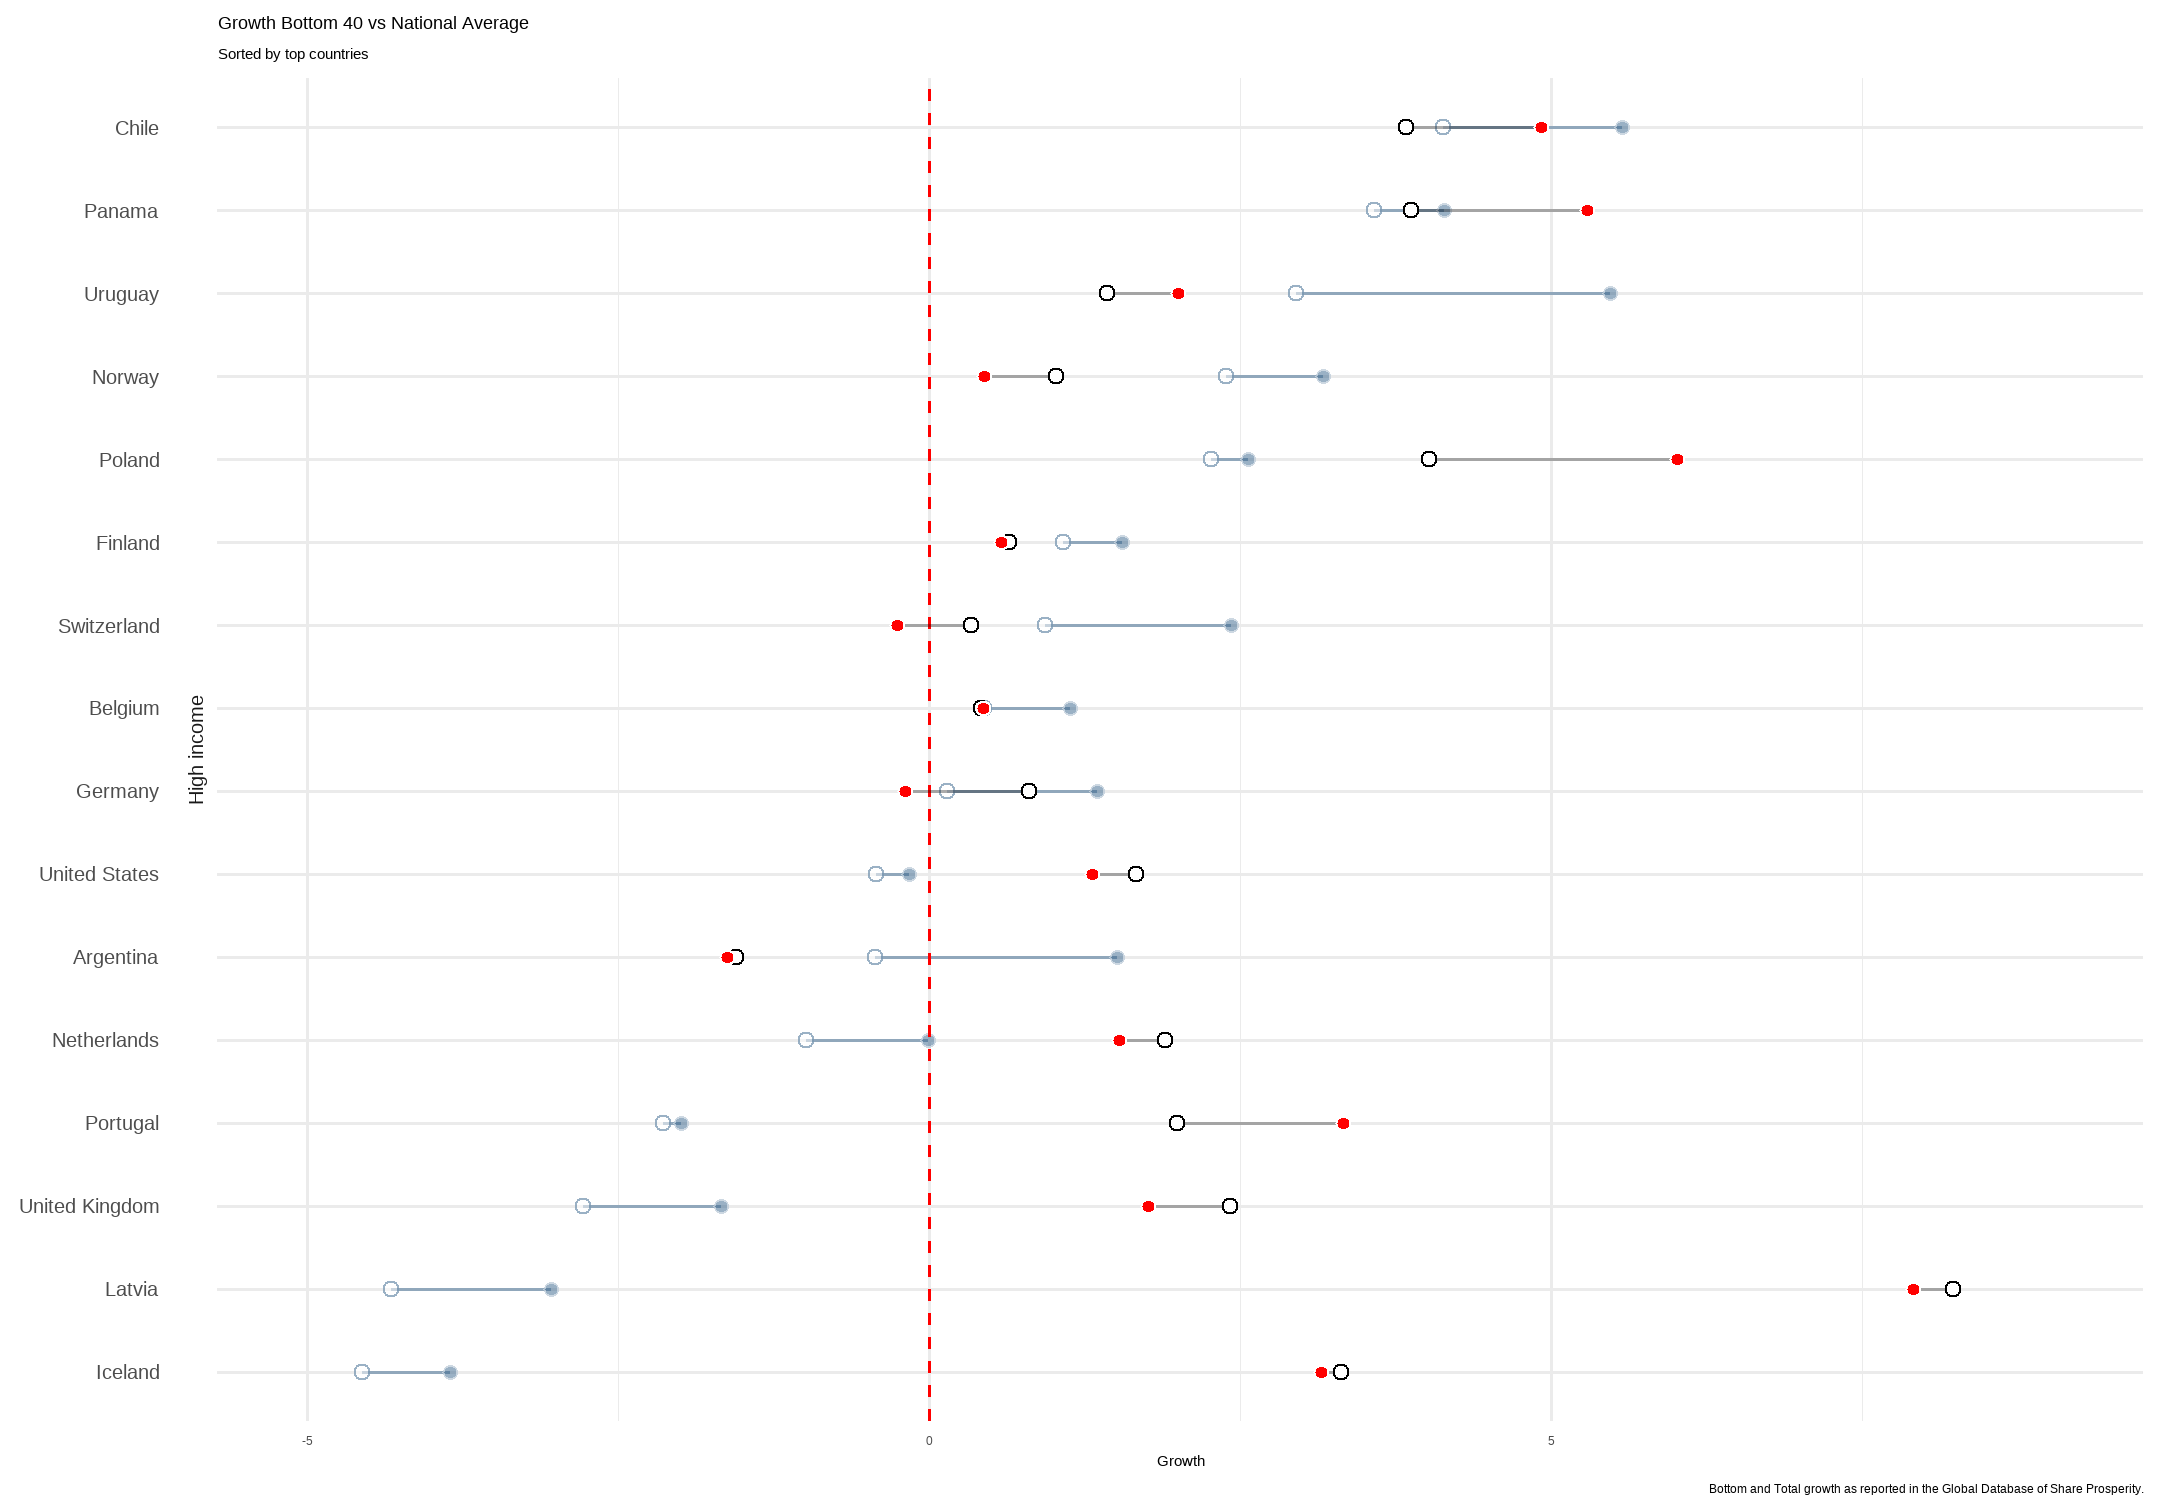 Growth Bottom 40 vs National Average
Sorted by top countries
Chile
Panama
Uruguay
Norway
Poland
Finland
Switzerland
Belgium
Germany
United States
Argentina
Netherlands
Portugal
United Kingdom
Latvia
Iceland
High income
-5
0
5
Growth
Bottom and Total growth as reported in the Global Database of Share Prosperity.